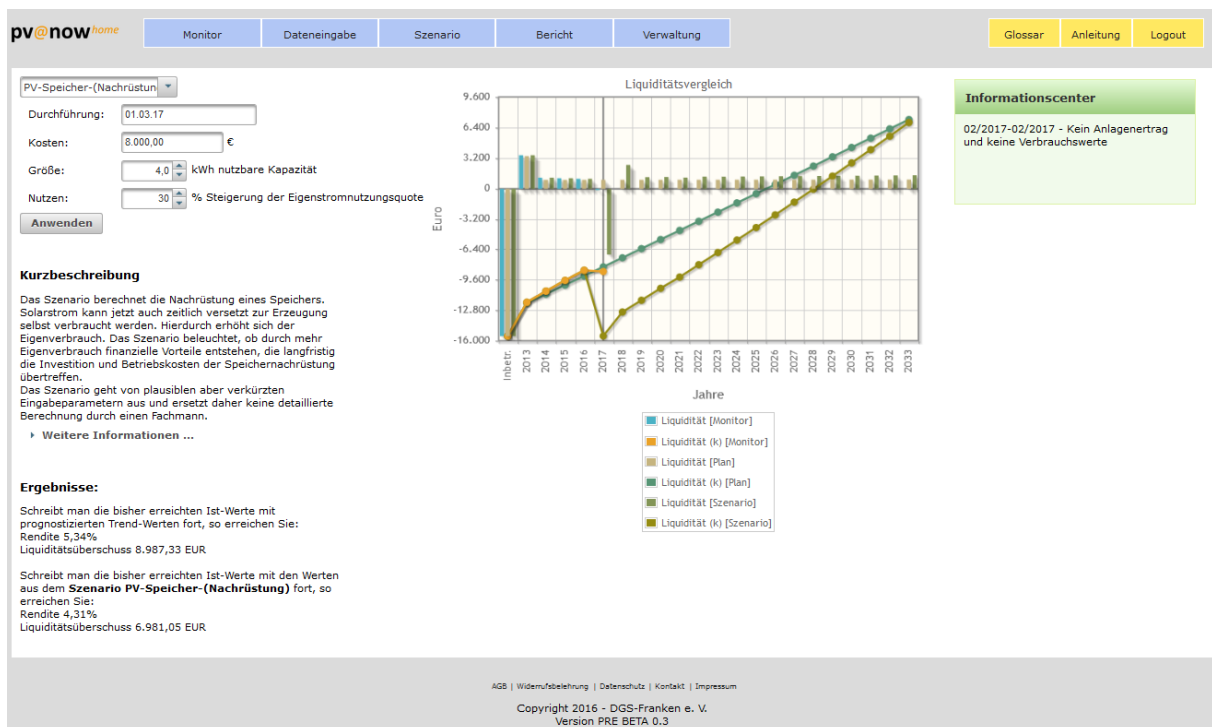 pv@now home
Monitor
Dateneingabe
Szenario
Bericht
Verwaltung
Glossar
Anleitung
Logout
PV-Speicher-(Nachrüstun
Durchführung: 01.03.17
Kosten: 8.000,00 €
Größe: 4,0 kWh nutzbare Kapazität
Nutzen: 30 % Steigerung der Eigenstromnutzungsquote
Anwenden
Kurzbeschreibung
Das Szenario berechnet die Nachrüstung eines Speichers.
Solarstrom kann jetzt auch zeitlich versetzt zur Erzeugung
selbst verbraucht werden. Hierdurch erhöht sich der
Eigenverbrauch. Das Szenario beleuchtet, ob durch mehr
Eigenverbrauch finanzielle Vorteile entstehen, die langfristig
die Investition und Betriebskosten der Speichernachrüstung
übertreffen.
Das Szenario geht von plausiblen aber verkürzten
Eingabeparametern aus und ersetzt daher keine detaillierte
Berechnung durch einen Fachmann.
Weitere Informationen ...
Ergebnisse:
Schreibt man die bisher erreichten Ist-Werte mit
prognostizierten Trend-Werten fort, so erreichen Sie:
Rendite 5,34%
Liquiditätsüberschuss 8.987,33 EUR
Schreibt man die bisher erreichten Ist-Werte mit den Werten
aus dem Szenario PV-Speicher-(Nachrüstung) fort, so
erreichen Sie:
Rendite 4,31%
Liquiditätsüberschuss 6.981,05 EUR
Liquiditätsvergleich
9.600
6.400
3.200
0
-3.200
-6.400
-9.600
-12.800
-16.000
Euro
Inbetr.
2013
2014
2015
2016
2017
2018
2019
2020
2021
2022
2023
2024
2025
2026
2027
2028
2029
2030
2031
2032
2033
Jahre
Liquidität [Monitor]
Liquidität (k) [Monitor]
Liquidität [Plan]
Liquidität (k) [Plan]
Liquidität [Szenario]
Liquidität (k) [Szenario]
Informationscenter
02/2017-02/2017 - Kein Anlagenertrag
und keine Verbrauchswerte
AGB | Widerrufsbelehrung | Datenschutz | Kontakt | Impressum
Copyright 2016 - DGS-Franken e. V.
Version PRE BETA 0.3